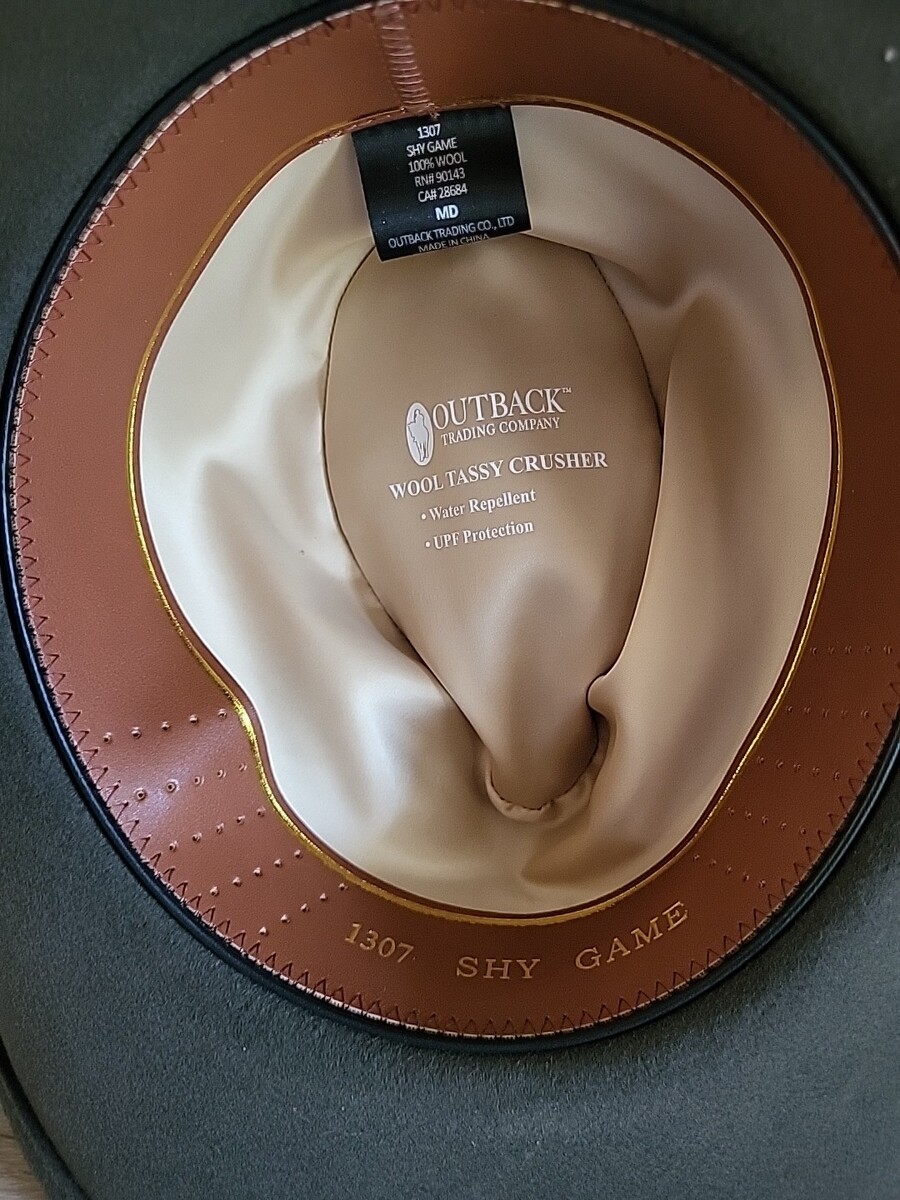 1307
SHY GAME
100% WOOL
RN# 90143
CA# 28684
MD
OUTBACK TRADING CO., LTD
MADE IN CHINA
OUTBACK™
TRADING COMPANY
WOOL TASSY CRUSHER
• Water Repellent
• UPF Protection
1307 SHY GAME